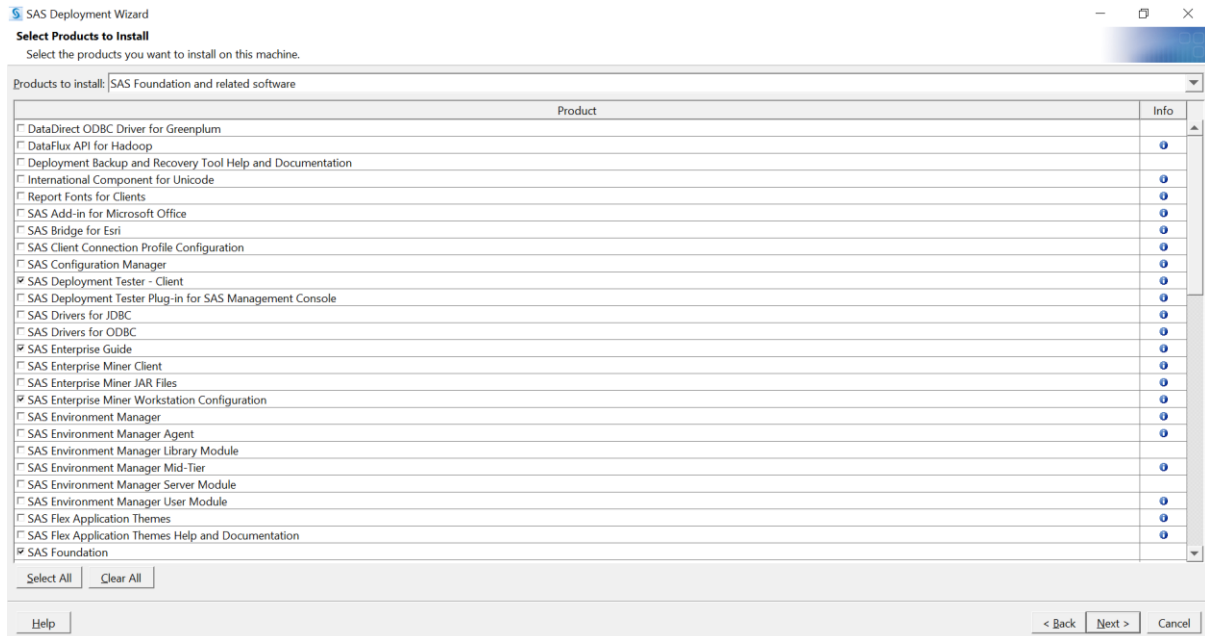 SAS Deployment Wizard
Select Products to Install
Select the products you want to install on this machine.
Products to install: SAS Foundation and related software
Product Info
DataDirect ODBC Driver for Greenplum
DataFlux API for Hadoop
Deployment Backup and Recovery Tool Help and Documentation
International Component for Unicode
Report Fonts for Clients
SAS Add-in for Microsoft Office
SAS Bridge for Esri
SAS Client Connection Profile Configuration
SAS Configuration Manager
SAS Deployment Tester - Client
SAS Deployment Tester Plug-in for SAS Management Console
SAS Drivers for JDBC
SAS Drivers for ODBC
SAS Enterprise Guide
SAS Enterprise Miner Client
SAS Enterprise Miner JAR Files
SAS Enterprise Miner Workstation Configuration
SAS Environment Manager
SAS Environment Manager Agent
SAS Environment Manager Library Module
SAS Environment Manager Mid-Tier
SAS Environment Manager Server Module
SAS Environment Manager User Module
SAS Flex Application Themes
SAS Flex Application Themes Help and Documentation
SAS Foundation
Select All Clear All
Help < Back Next > Cancel